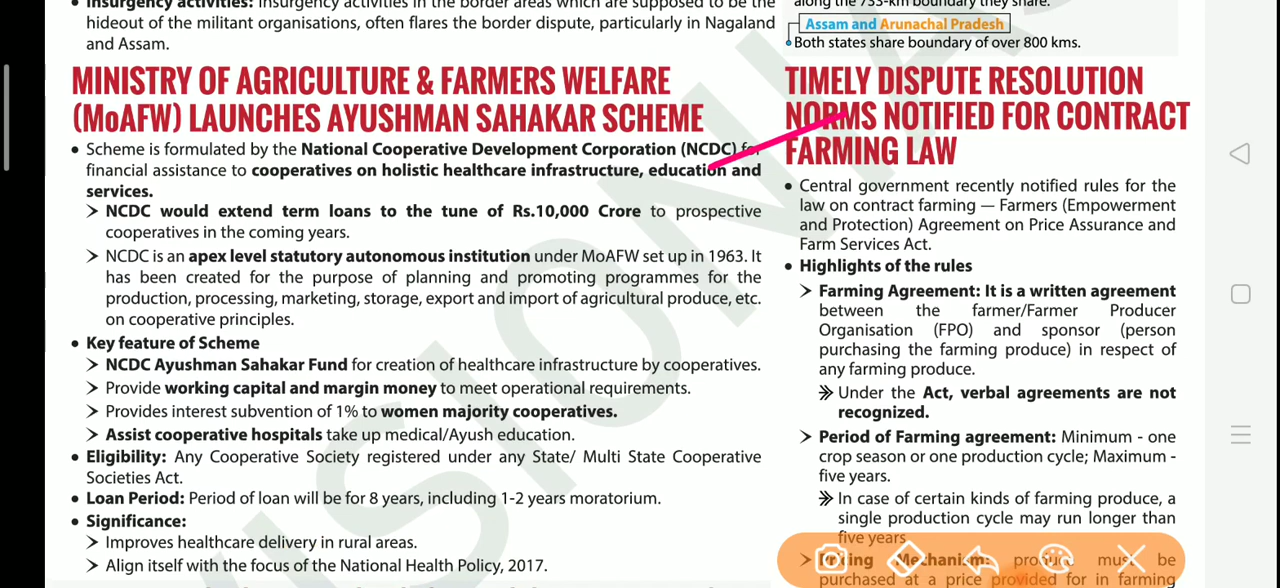 Insurgency activities: Insurgency activities in the border areas which are supposed to be the
hideout of the militant organisations, often flares the border dispute, particularly in Nagaland
and Assam.
MINISTRY OF AGRICULTURE & FARMERS WELFARE
(MoAFW) LAUNCHES AYUSHMAN SAHAKAR SCHEME
• Scheme is formulated by the National Cooperative Development Corporation (NCDC) for
financial assistance to cooperatives on holistic healthcare infrastructure, education and
services.
➢ NCDC would extend term loans to the tune of Rs.10,000 Crore to prospective
cooperatives in the coming years.
➢ NCDC is an apex level statutory autonomous institution under MoAFW set up in 1963. It
has been created for the purpose of planning and promoting programmes for the
production, processing, marketing, storage, export and import of agricultural produce, etc.
on cooperative principles.
• Key feature of Scheme
➢ NCDC Ayushman Sahakar Fund for creation of healthcare infrastructure by cooperatives.
➢ Provide working capital and margin money to meet operational requirements.
➢ Provides interest subvention of 1% to women majority cooperatives.
➢ Assist cooperative hospitals take up medical/Ayush education.
• Eligibility: Any Cooperative Society registered under any State/ Multi State Cooperative
Societies Act.
• Loan Period: Period of loan will be for 8 years, including 1-2 years moratorium.
• Significance:
➢ Improves healthcare delivery in rural areas.
➢ Align itself with the focus of the National Health Policy, 2017.
along the 733-km boundary they share.
Assam and Arunachal Pradesh
Both states share boundary of over 800 kms.
TIMELY DISPUTE RESOLUTION
NORMS NOTIFIED FOR CONTRACT
FARMING LAW
• Central government recently notified rules for the
law on contract farming — Farmers (Empowerment
and Protection) Agreement on Price Assurance and
Farm Services Act.
• Highlights of the rules
➢ Farming Agreement: It is a written agreement
between the farmer/Farmer Producer
Organisation (FPO) and sponsor (person
purchasing the farming produce) in respect of
any farming produce.
Under the Act, verbal agreements are not
recognized.
➢ Period of Farming agreement: Minimum - one
crop season or one production cycle; Maximum -
five years.
In case of certain kinds of farming produce, a
single production cycle may run longer than
five years
Pricing Mechanism: produce must be
purchased at a price provided for in farming
VISIONIAS